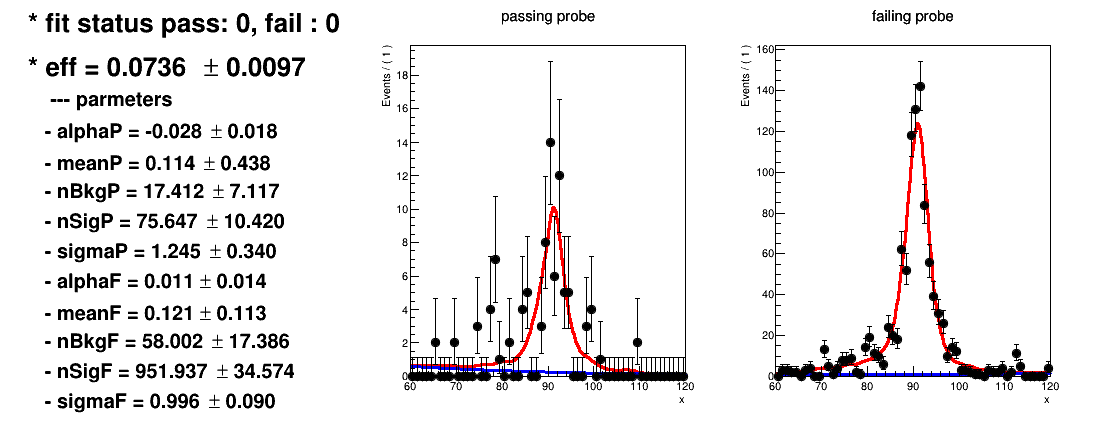 * fit status pass: 0, fail : 0
* eff = 0.0736 ± 0.0097
--- parmeters
- alphaP = -0.028 ± 0.018
- meanP = 0.114 ± 0.438
- nBkgP = 17.412 ± 7.117
- nSigP = 75.647 ± 10.420
- sigmaP = 1.245 ± 0.340
- alphaF = 0.011 ± 0.014
- meanF = 0.121 ± 0.113
- nBkgF = 58.002 ± 17.386
- nSigF = 951.937 ± 34.574
- sigmaF = 0.996 ± 0.090
passing probe
Events / ( 1 )
18
16
14
12
10
8
6
4
2
0
60 70 80 90 100 110 120
x
failing probe
Events / ( 1 )
160
140
120
100
80
60
40
20
0
60 70 80 90 100 110 120
x